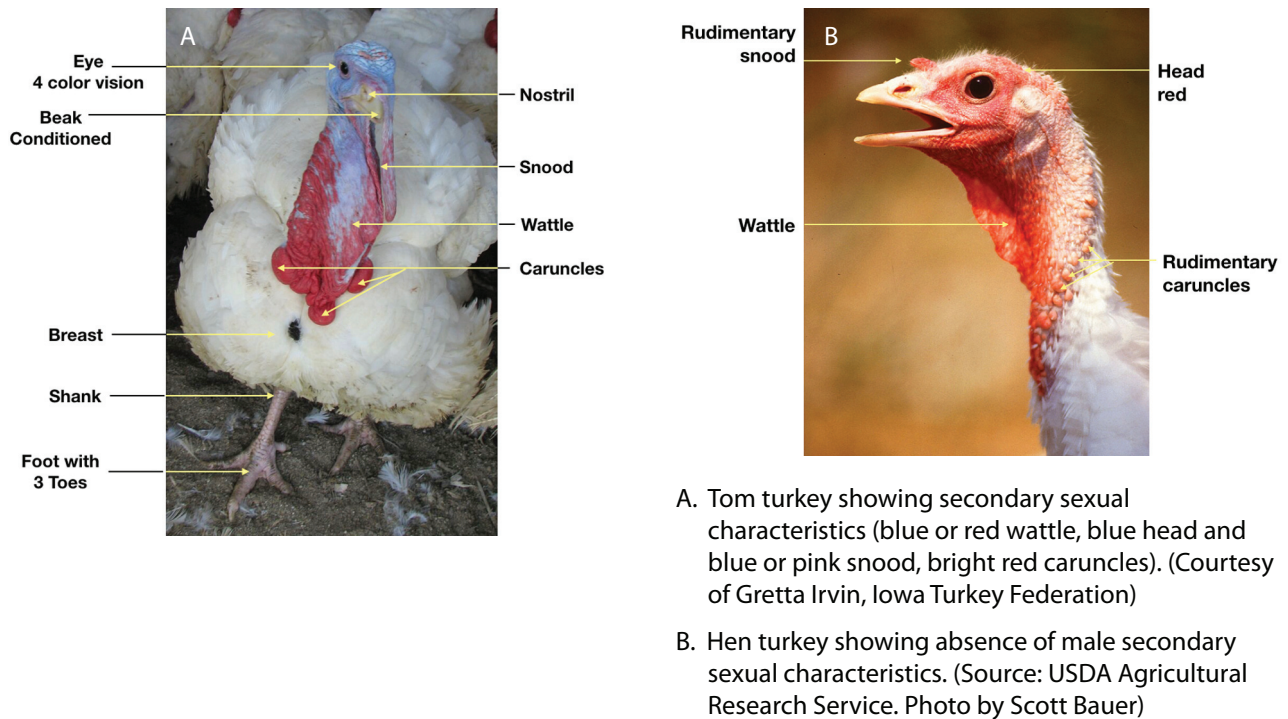 A
Eye
4 color vision
Beak
Conditioned
Breast
Shank
Foot with
3 Toes
Nostril
Snood
Wattle
Caruncles
B
Rudimentary
snood
Wattle
Head
red
Rudimentary
caruncles
A. Tom turkey showing secondary sexual
characteristics (blue or red wattle, blue head and
blue or pink snood, bright red caruncles). (Courtesy
of Gretta Irvin, Iowa Turkey Federation)
B. Hen turkey showing absence of male secondary
sexual characteristics. (Source: USDA Agricultural
Research Service. Photo by Scott Bauer)